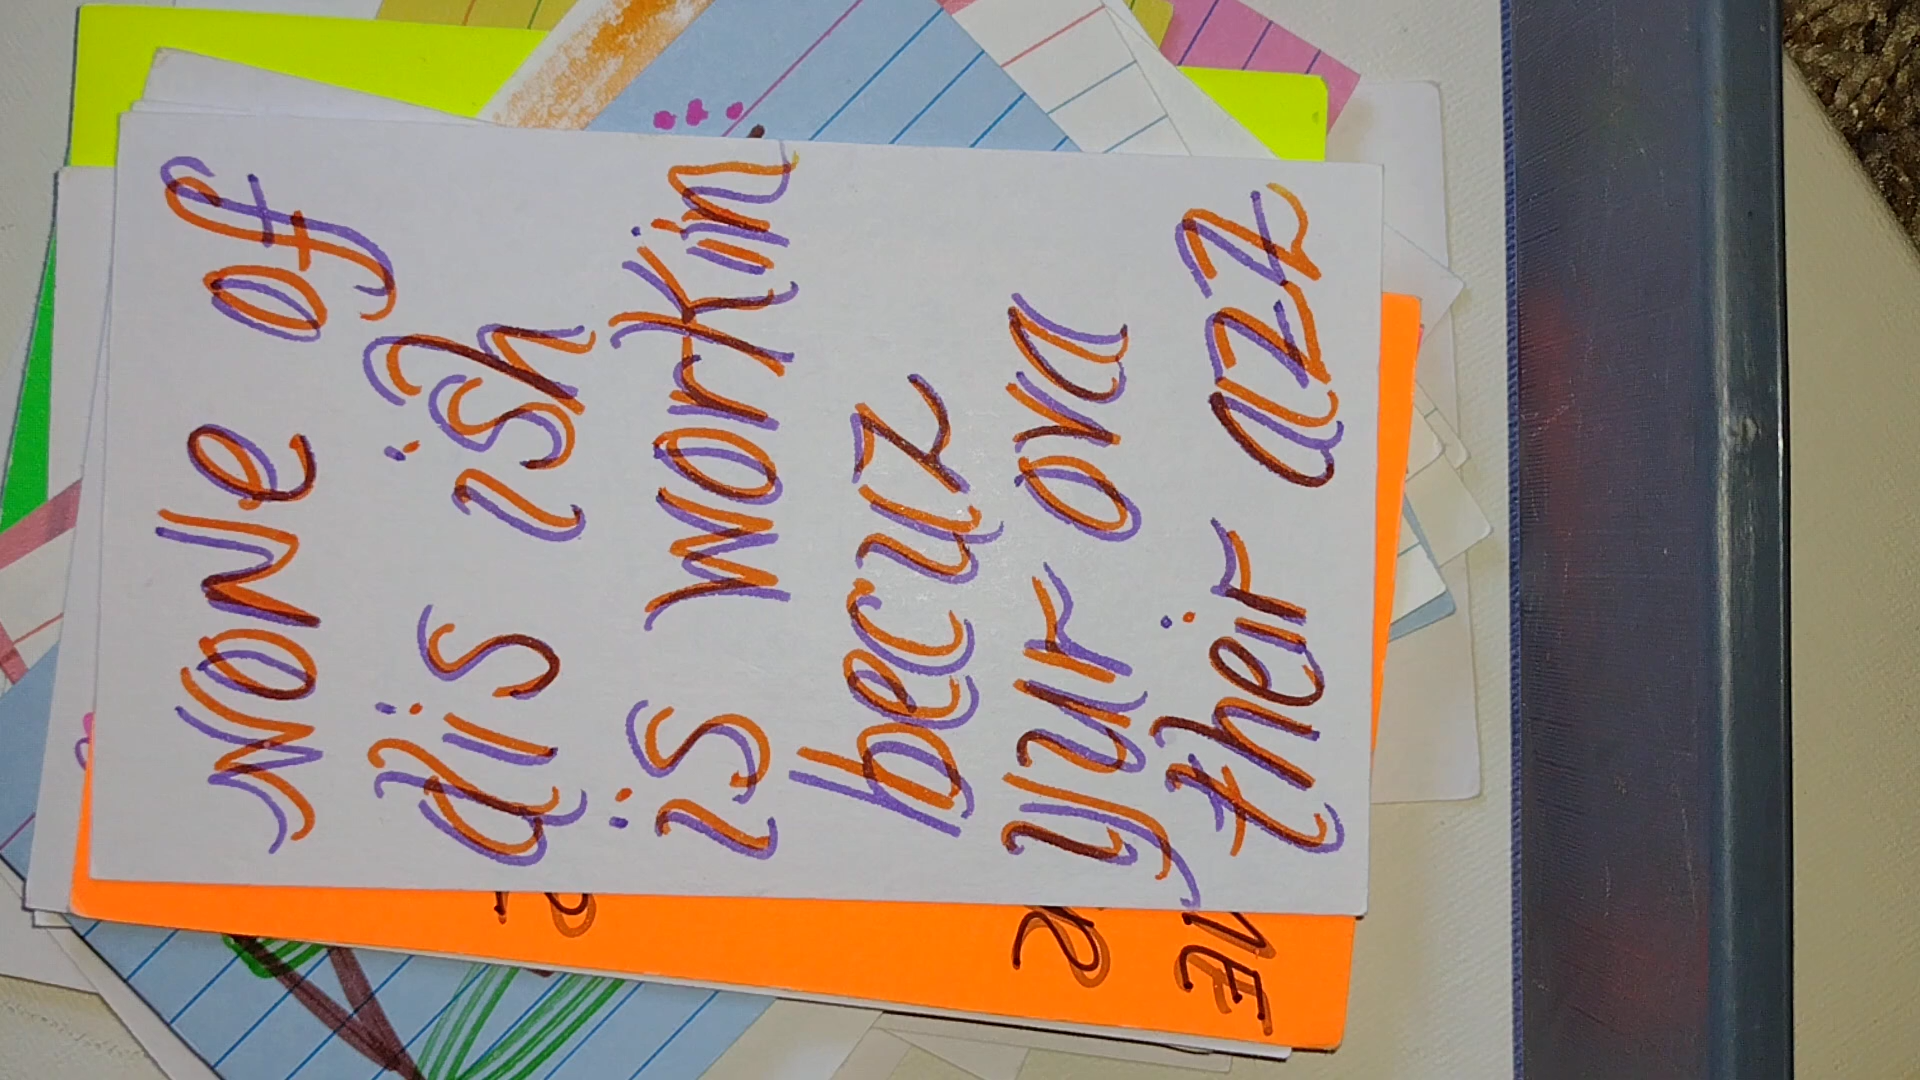 NONe of
dis ish
is workin
becuz
yur ova
their azz